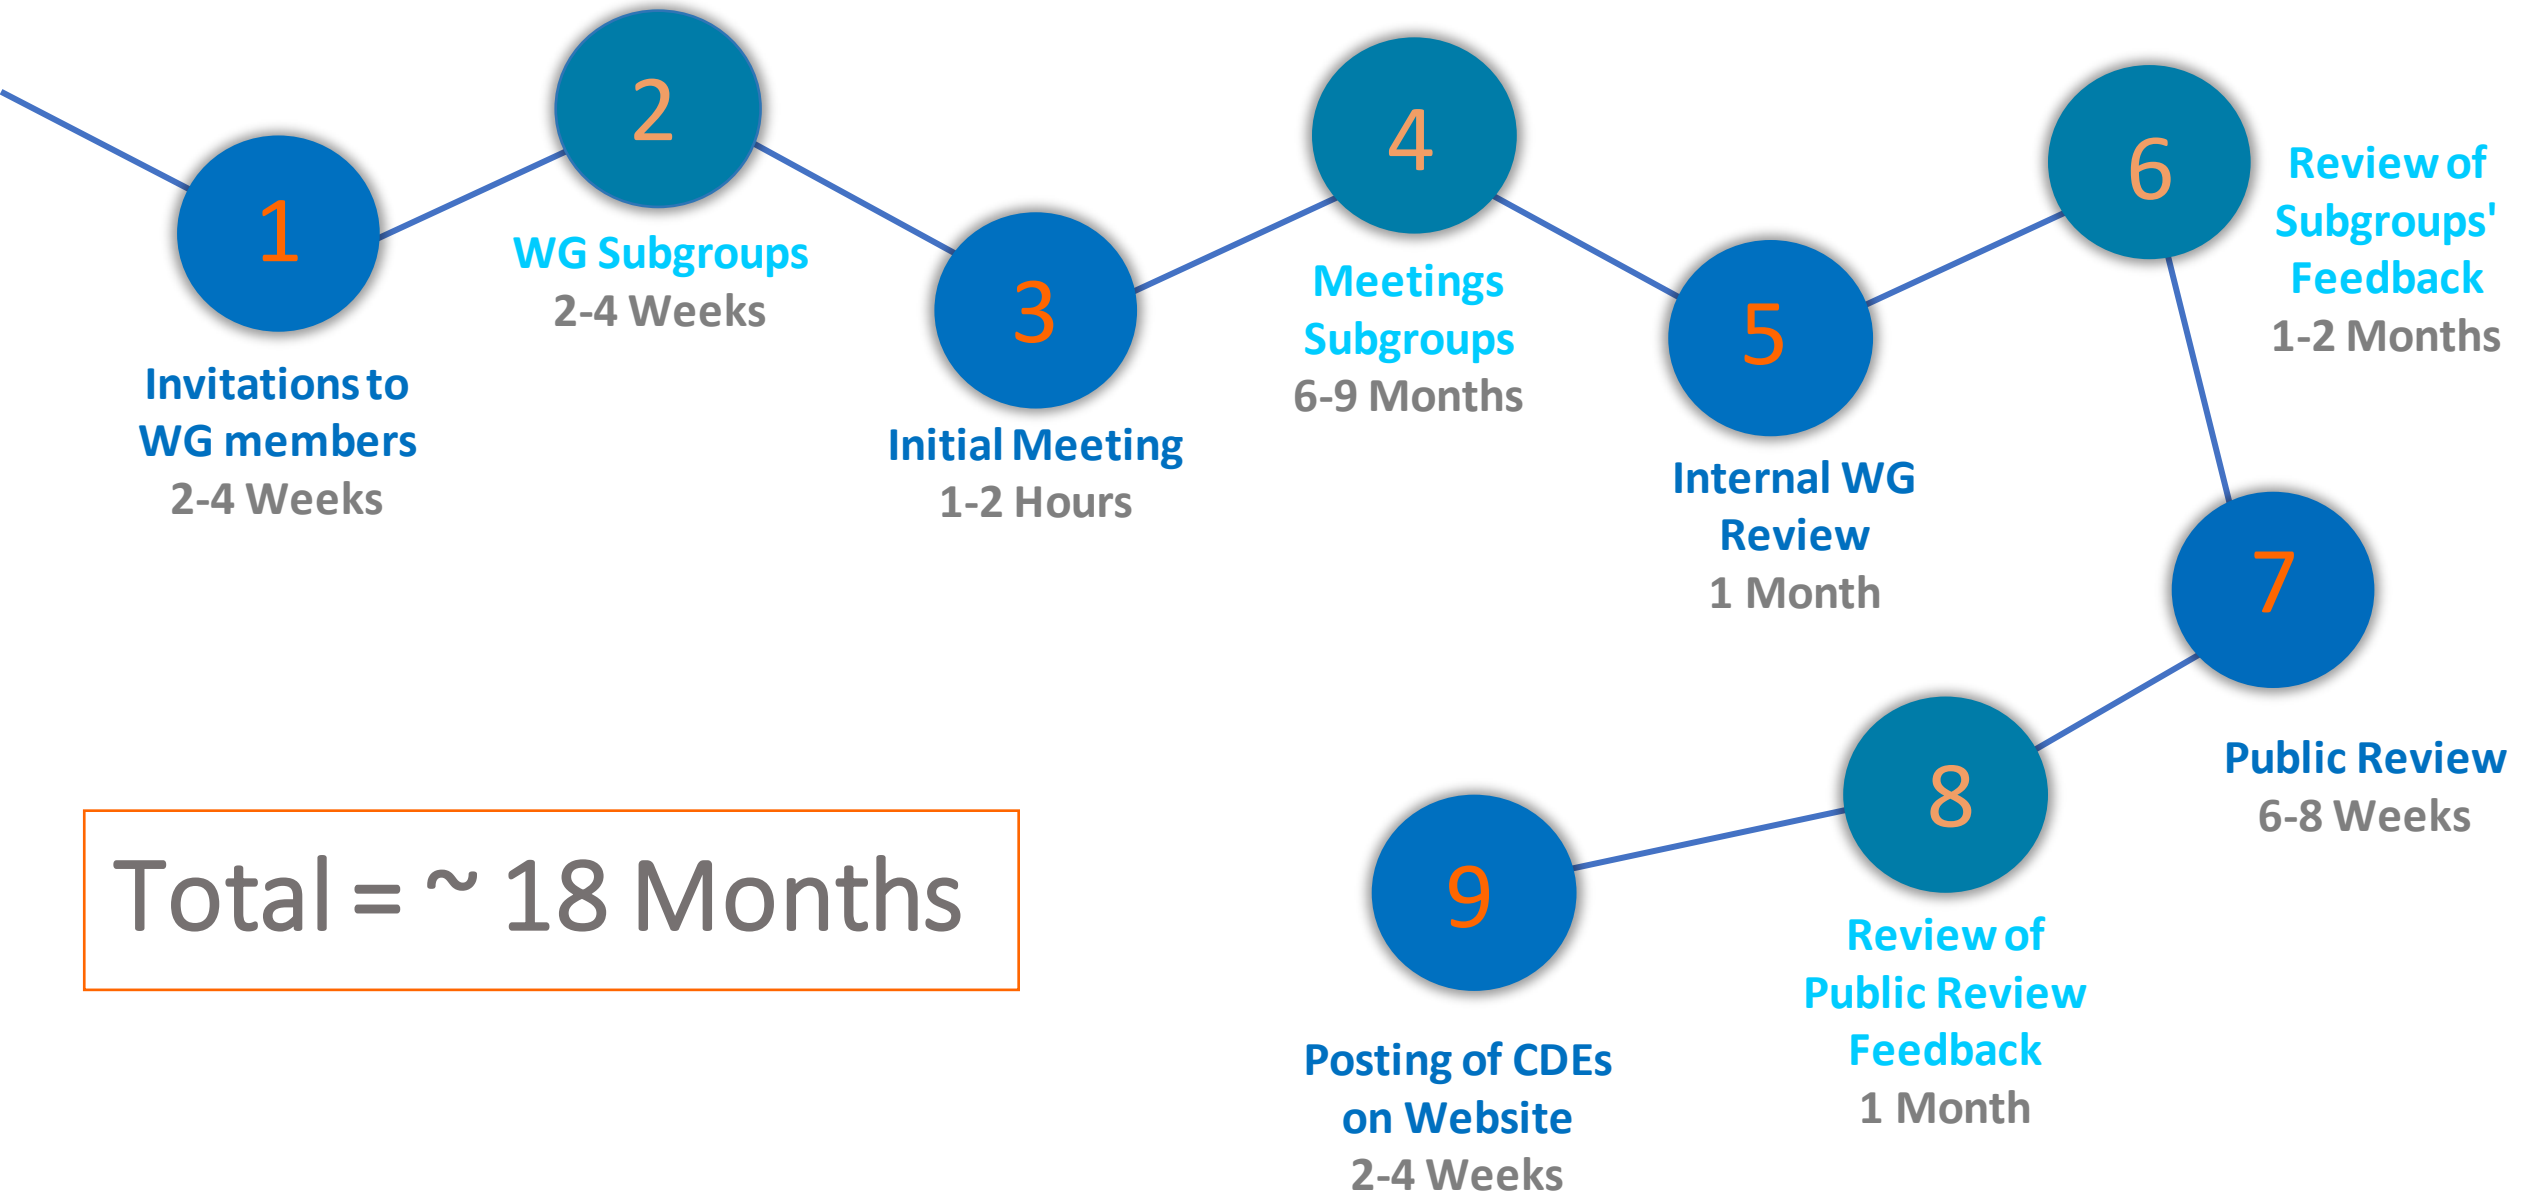 1
Invitations to
WG members
2-4 Weeks
2
WG Subgroups
2-4 Weeks
3
Initial Meeting
1-2 Hours
4
Meetings
Subgroups
6-9 Months
5
Internal WG
Review
1 Month
6
Review of
Subgroups'
Feedback
1-2 Months
7
Public Review
6-8 Weeks
8
Review of
Public Review
Feedback
1 Month
9
Posting of CDEs
on Website
2-4 Weeks
Total = ~ 18 Months